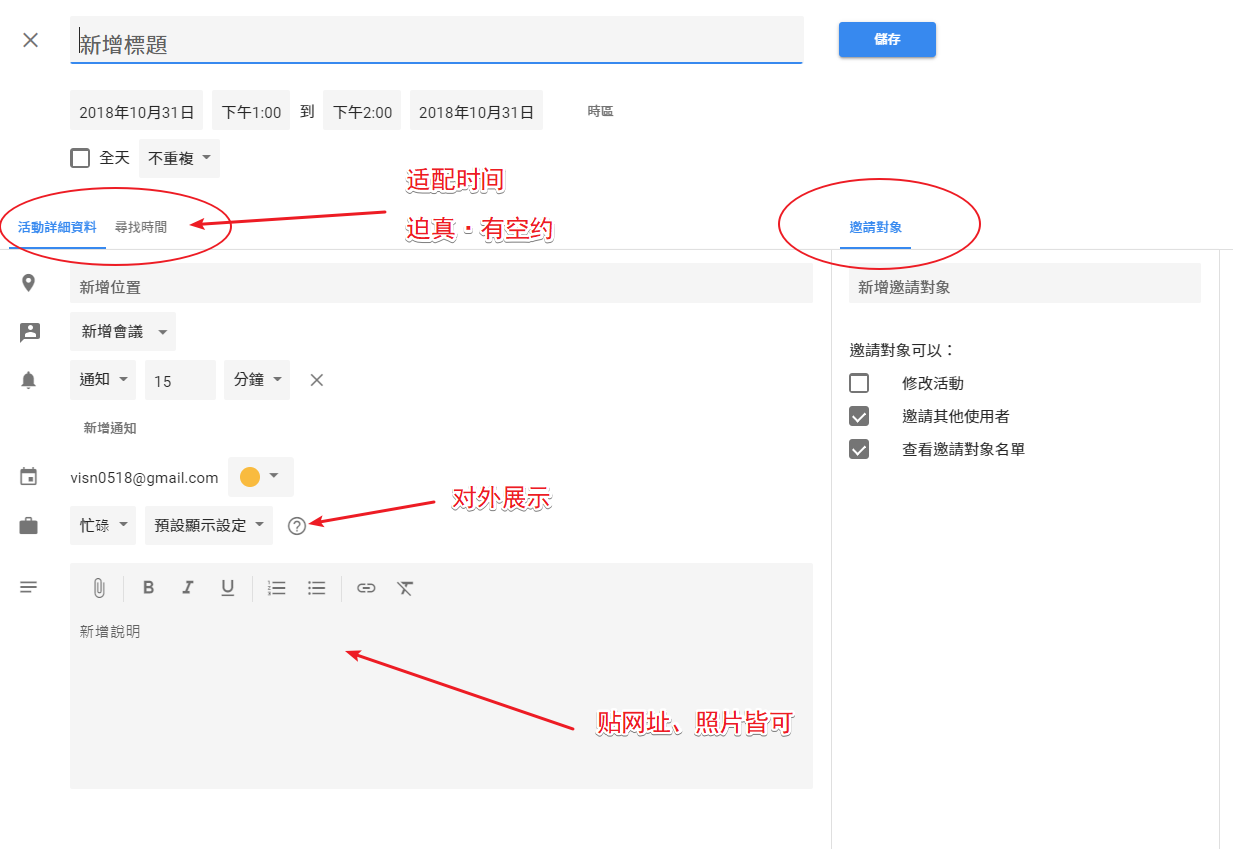 新增標題
儲存
2018年10月31日 下午1:00 到 下午2:00 2018年10月31日 時區
全天 不重複
适配时间
迫真·有空约
活動詳細資料 尋找時間
邀請對象
新增位置
新增邀請對象
新增會議
邀請對象可以：
通知 15 分鐘
修改活動
邀請其他使用者
新增通知
查看邀請對象名單
visn0518@gmail.com
对外展示
忙碌 預設顯示設定
B I U
新增說明
贴网址、照片皆可